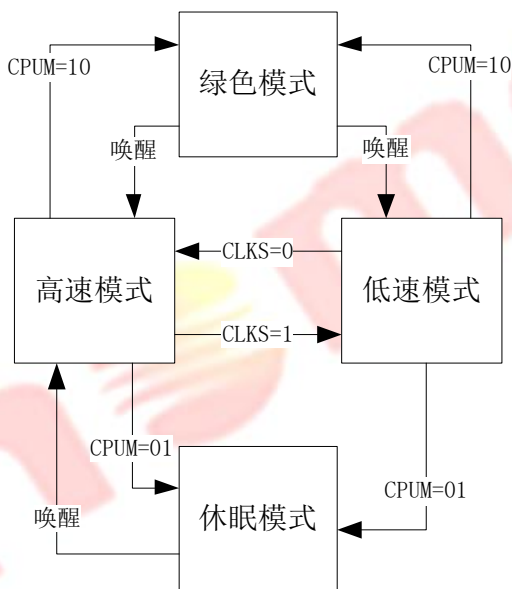 CPUM=10
绿色模式
CPUM=10
唤醒
唤醒
高速模式
CLKS=0
低速模式
CLKS=1
CPUM=01
CPUM=01
唤醒
休眠模式